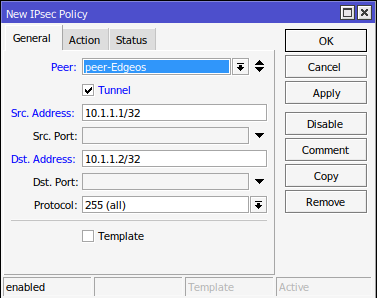 New IPsec Policy
General Action Status
Peer: peer-Edgeos
Tunnel
Src. Address: 10.1.1.1/32
Src. Port:
Dst. Address: 10.1.1.2/32
Dst. Port:
Protocol: 255 (all)
Template
OK
Cancel
Apply
Disable
Comment
Copy
Remove
enabled Template Active